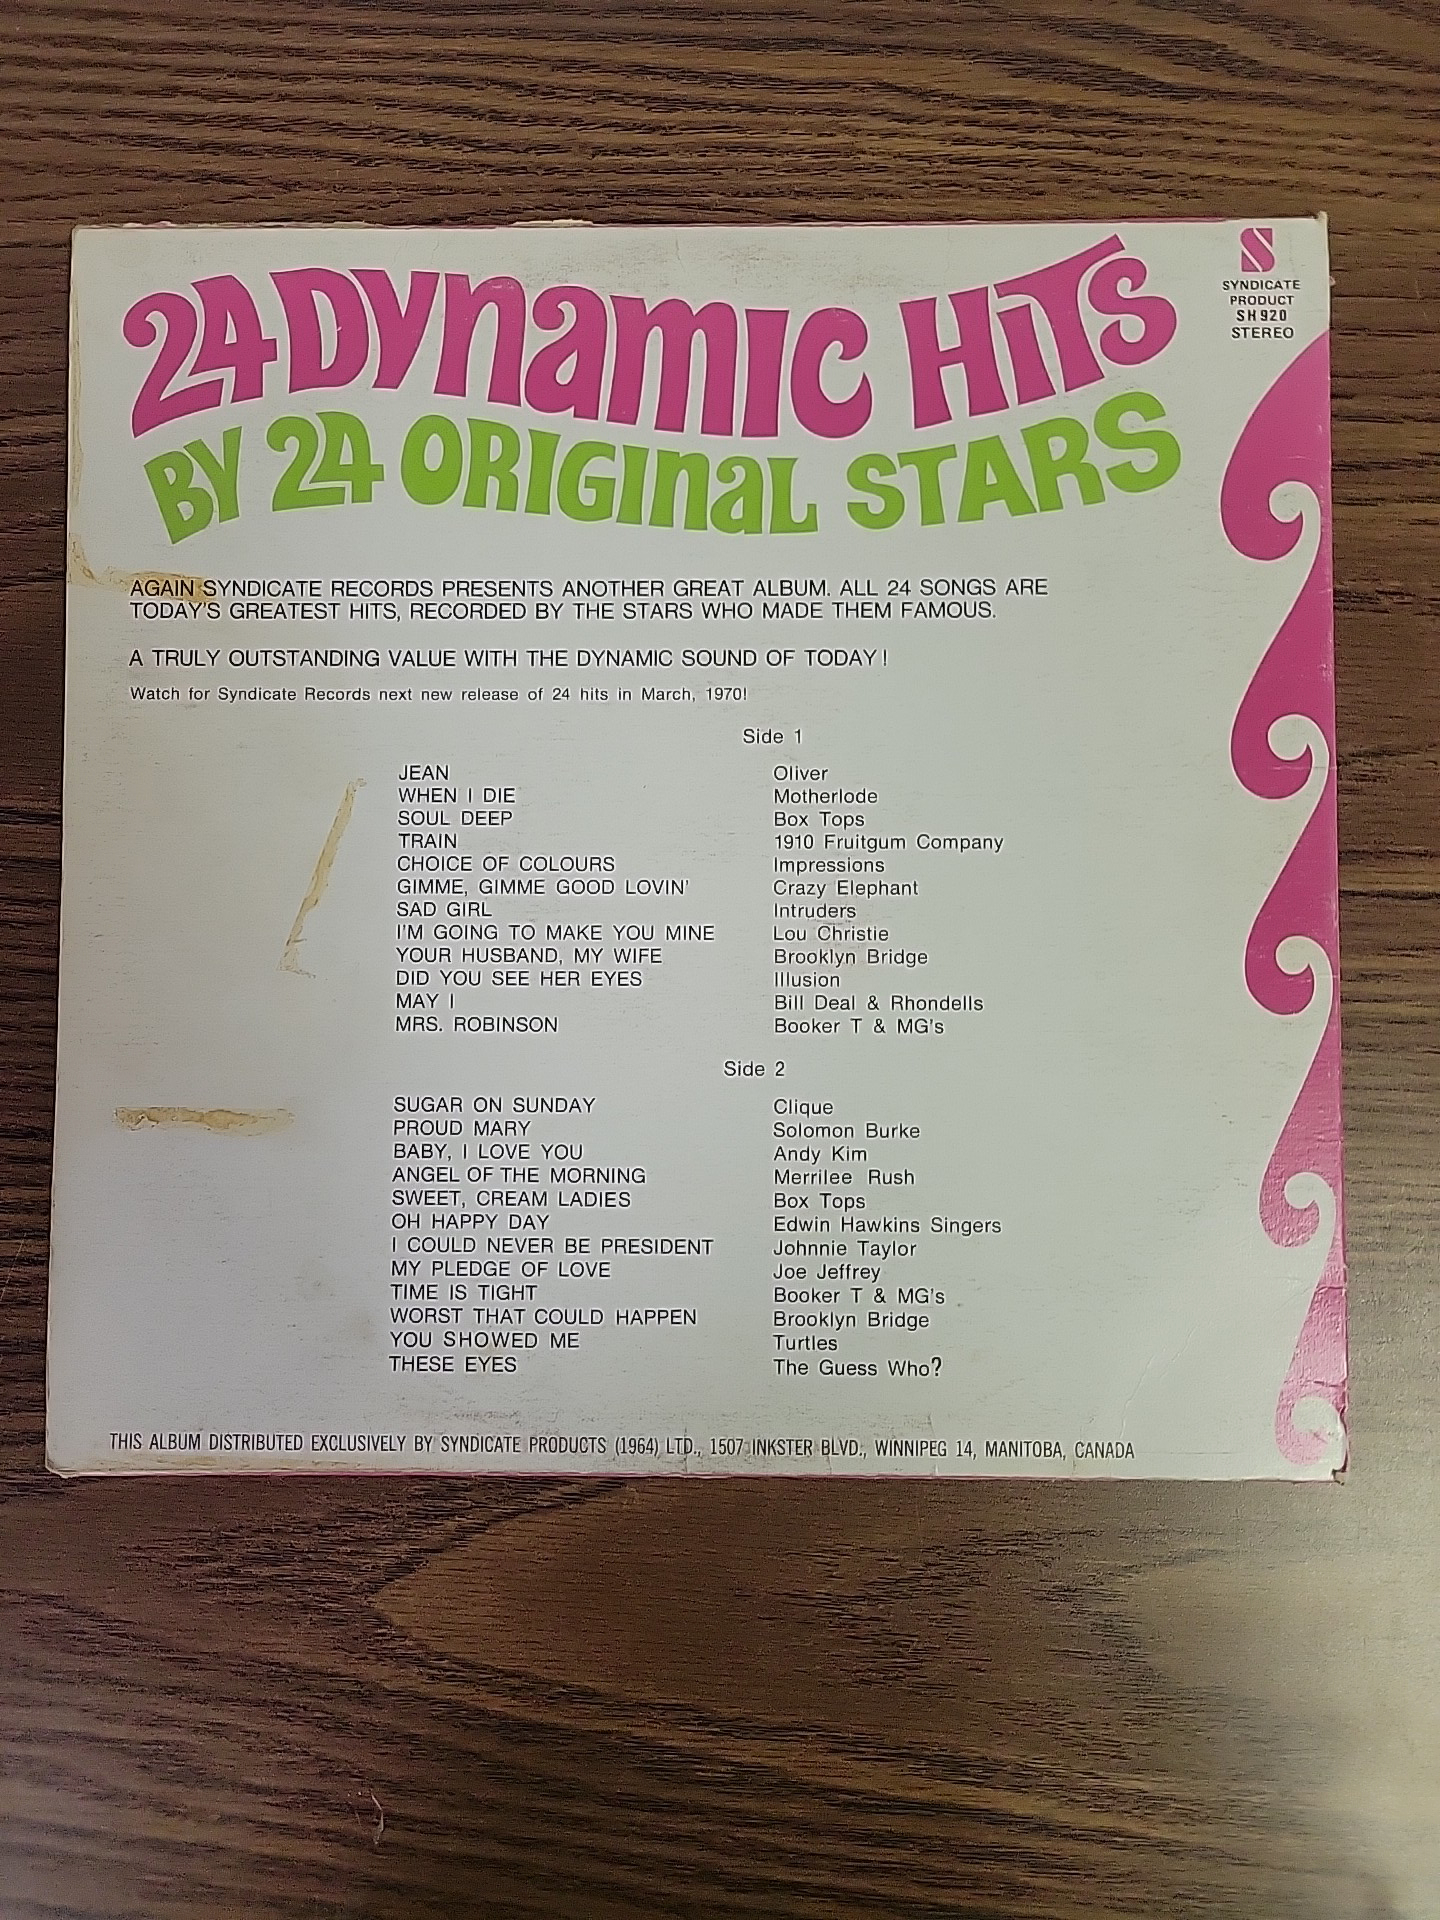 24 Dynamic Hits
BY 24 ORIGInaL STARS
S
SYNDICATE
PRODUCT
SH 920
STEREO
AGAIN SYNDICATE RECORDS PRESENTS ANOTHER GREAT ALBUM. ALL 24 SONGS ARE
TODAY'S GREATEST HITS, RECORDED BY THE STARS WHO MADE THEM FAMOUS.
A TRULY OUTSTANDING VALUE WITH THE DYNAMIC SOUND OF TODAY!
Watch for Syndicate Records next new release of 24 hits in March, 1970!
Side 1
JEAN Oliver
WHEN I DIE Motherlode
SOUL DEEP Box Tops
TRAIN 1910 Fruitgum Company
CHOICE OF COLOURS Impressions
GIMME, GIMME GOOD LOVIN' Crazy Elephant
SAD GIRL Intruders
I'M GOING TO MAKE YOU MINE Lou Christie
YOUR HUSBAND, MY WIFE Brooklyn Bridge
DID YOU SEE HER EYES Illusion
MAY I Bill Deal & Rhondells
MRS. ROBINSON Booker T & MG's
Side 2
SUGAR ON SUNDAY Clique
PROUD MARY Solomon Burke
BABY, I LOVE YOU Andy Kim
ANGEL OF THE MORNING Merrilee Rush
SWEET, CREAM LADIES Box Tops
OH HAPPY DAY Edwin Hawkins Singers
I COULD NEVER BE PRESIDENT Johnnie Taylor
MY PLEDGE OF LOVE Joe Jeffrey
TIME IS TIGHT Booker T & MG's
WORST THAT COULD HAPPEN Brooklyn Bridge
YOU SHOWED ME Turtles
THESE EYES The Guess Who?
THIS ALBUM DISTRIBUTED EXCLUSIVELY BY SYNDICATE PRODUCTS (1964) LTD., 1507 INKSTER BLVD., WINNIPEG 14, MANITOBA, CANADA